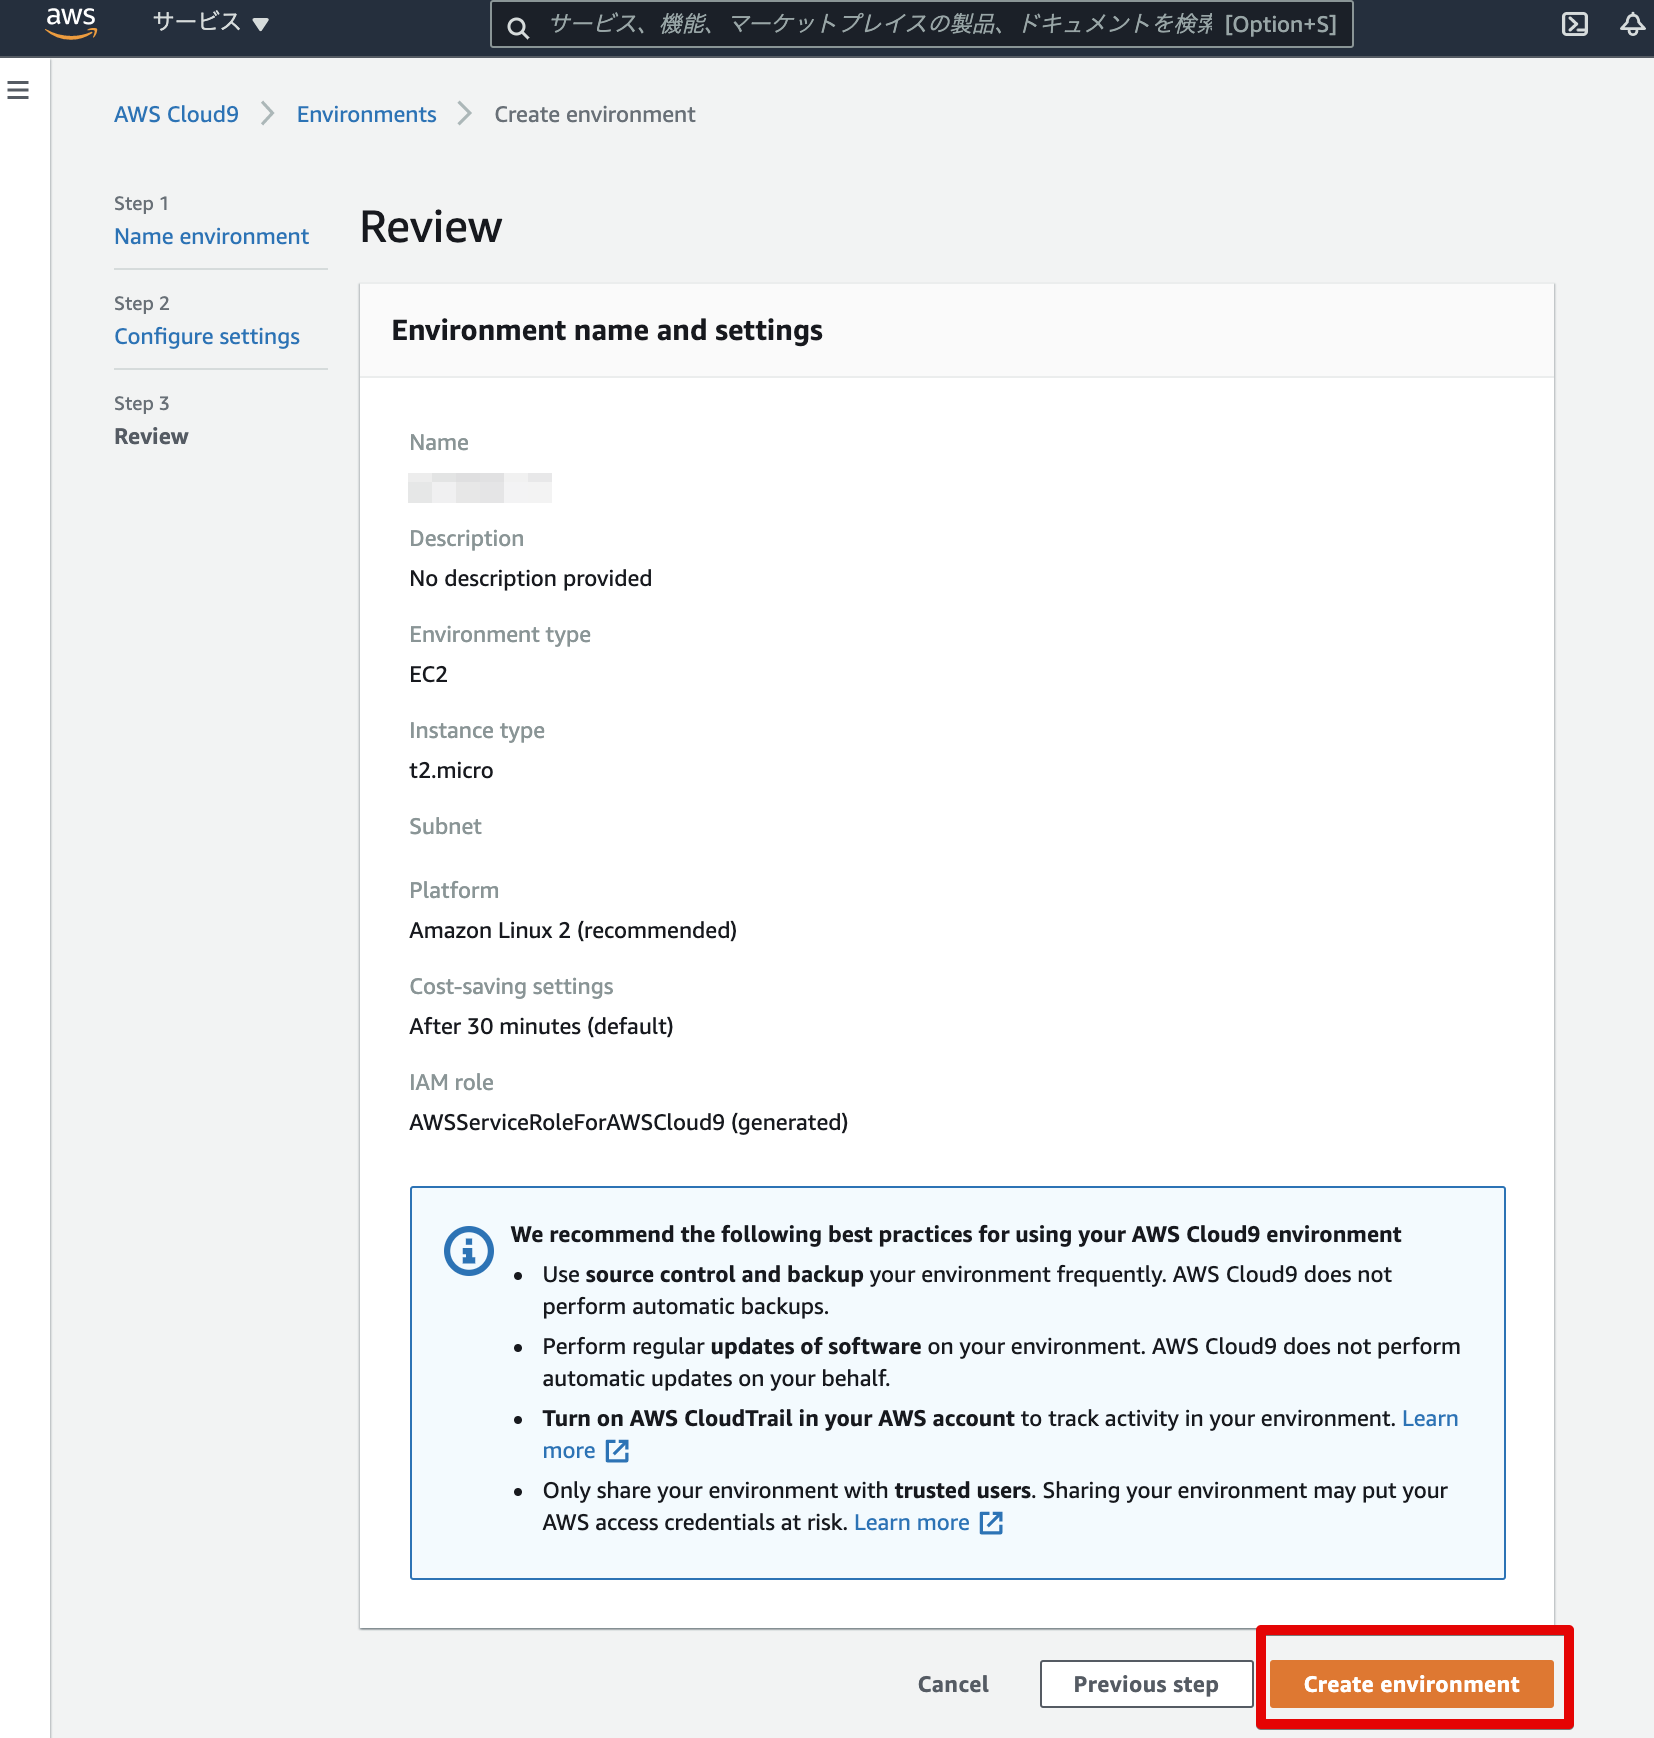 aws
サービス ▼
サービス、機能、マーケットプレイスの製品、ドキュメントを検索 [Option+S]
AWS Cloud9 > Environments > Create environment
Step 1
Name environment
Step 2
Configure settings
Step 3
Review
Review
Environment name and settings
Name
Description
No description provided
Environment type
EC2
Instance type
t2.micro
Subnet
Platform
Amazon Linux 2 (recommended)
Cost-saving settings
After 30 minutes (default)
IAM role
AWSServiceRoleForAWSCloud9 (generated)
We recommend the following best practices for using your AWS Cloud9 environment
• Use source control and backup your environment frequently. AWS Cloud9 does not
perform automatic backups.
• Perform regular updates of software on your environment. AWS Cloud9 does not perform
automatic updates on your behalf.
• Turn on AWS CloudTrail in your AWS account to track activity in your environment. Learn
more
• Only share your environment with trusted users. Sharing your environment may put your
AWS access credentials at risk. Learn more
Cancel
Previous step
Create environment